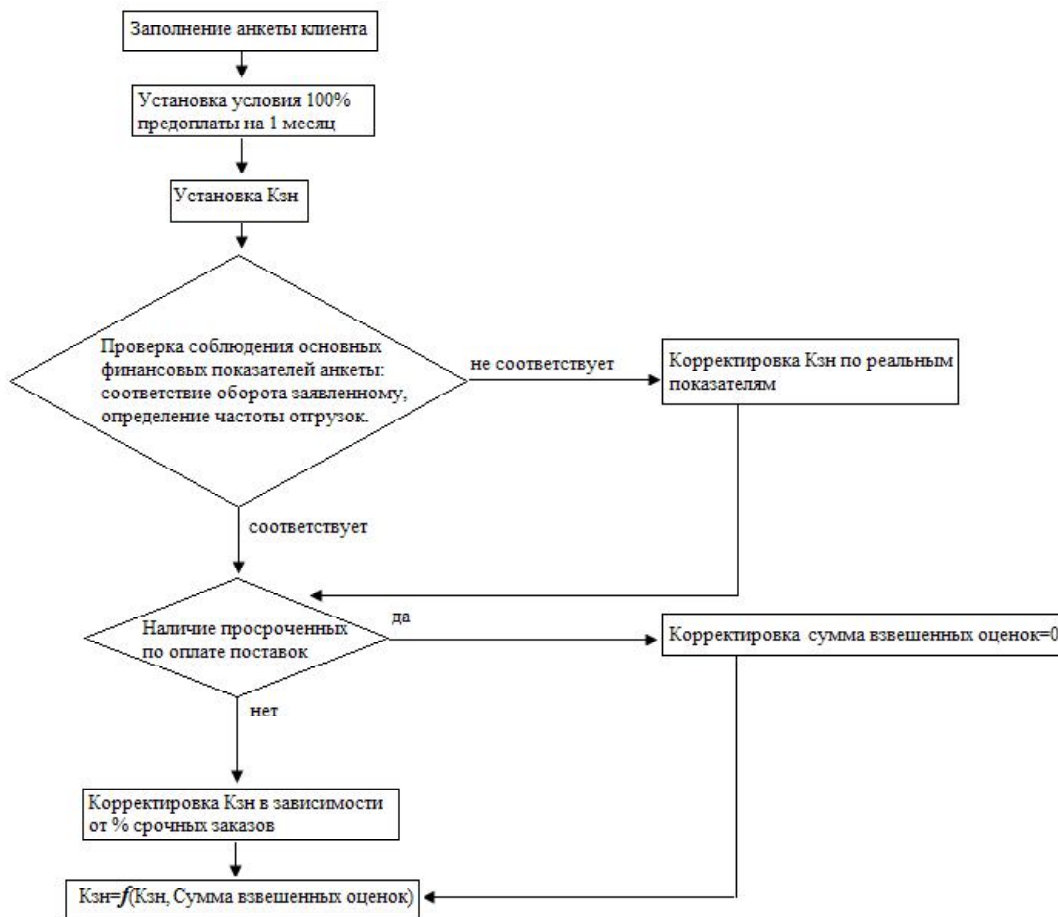 Заполнение анкеты клиента
Установка условия 100%
предоплаты на 1 месяц
Установка Кзн
Проверка соблюдения основных
финансовых показателей анкеты:
соответствие оборота заявленному,
определение частоты отгрузок.
не соответствует
Корректировка Кзн по реальным
показателям
соответствует
Наличие просроченных
по оплате поставок
да
Корректировка сумма взвешенных оценок=0
нет
Корректировка Кзн в зависимости
от % срочных заказов
Кзн=f(Кзн, Сумма взвешенных оценок)